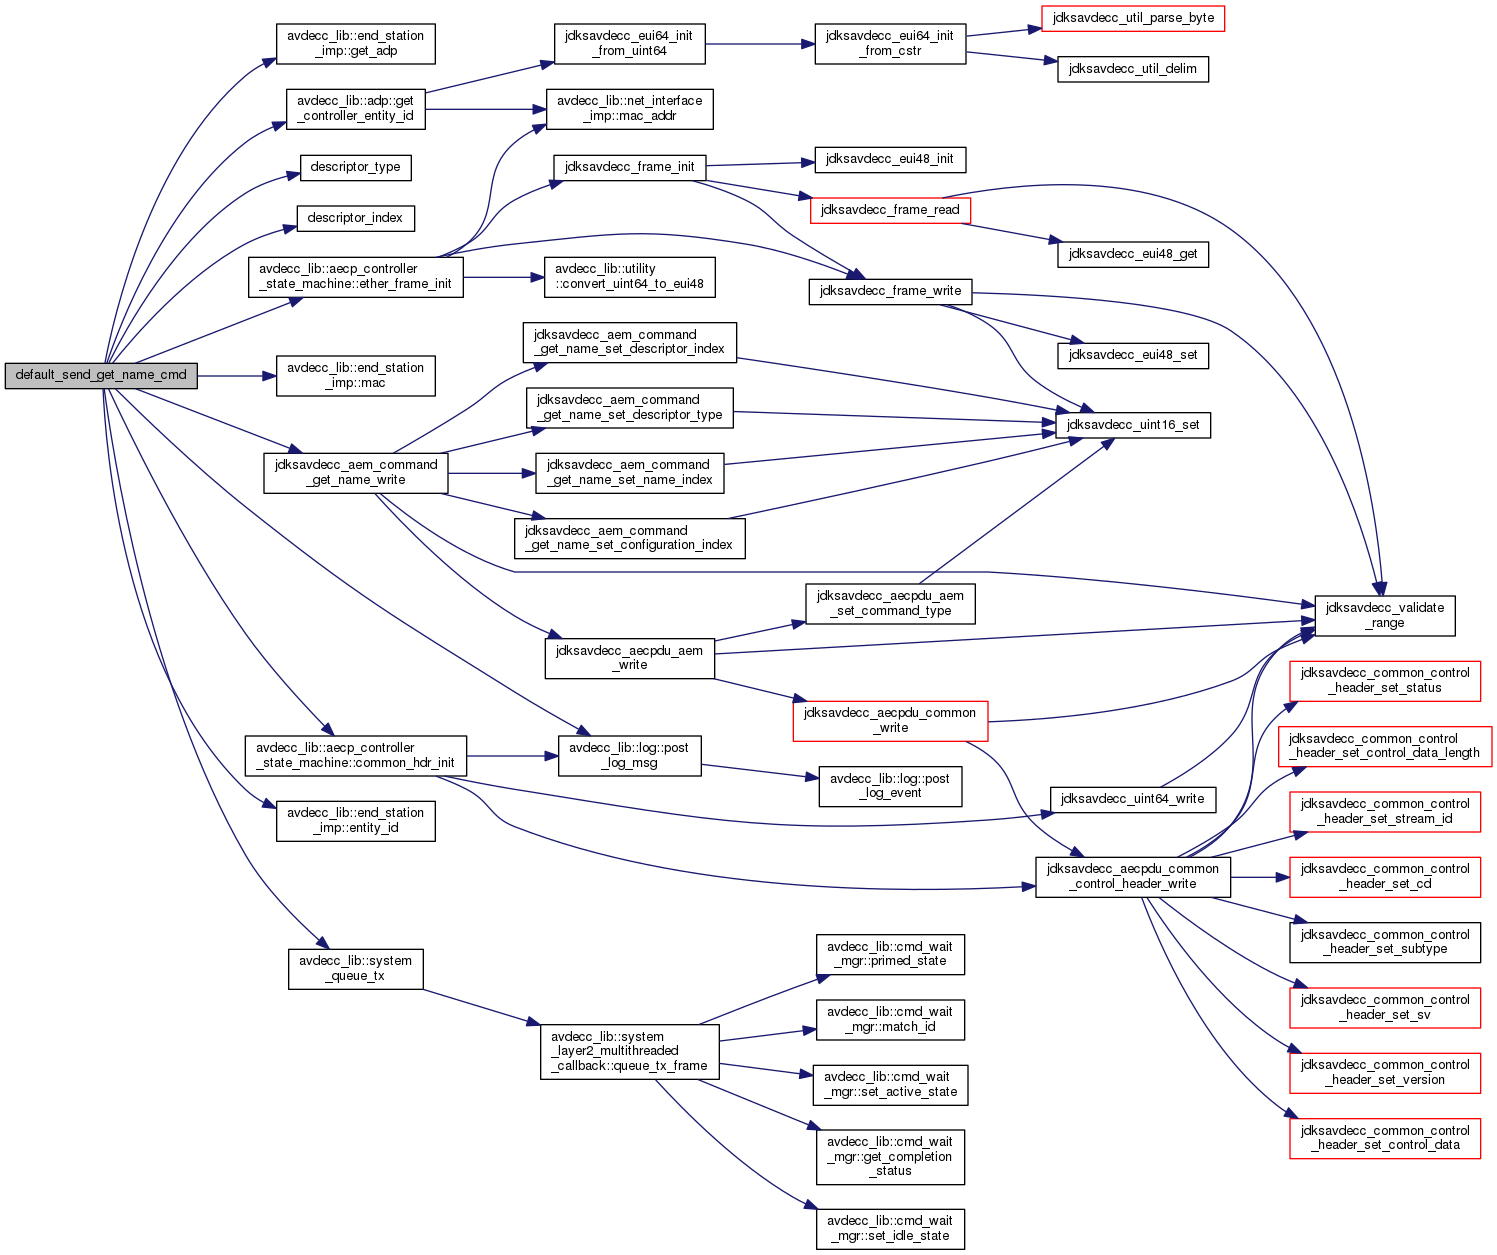 default_send_get_name_cmd
avdecc_lib::end_station
_imp::get_adp
avdecc_lib::adp::get
_controller_entity_id
descriptor_type
descriptor_index
avdecc_lib::aecp_controller
_state_machine::ether_frame_init
avdecc_lib::end_station
_imp::mac
jdksavdecc_aem_command
_get_name_write
avdecc_lib::aecp_controller
_state_machine::common_hdr_init
avdecc_lib::end_station
_imp::entity_id
avdecc_lib::system
_queue_tx
jdksavdecc_eui64_init
_from_uint64
avdecc_lib::net_interface
_imp::mac_addr
jdksavdecc_frame_init
avdecc_lib::utility
::convert_uint64_to_eui48
jdksavdecc_aem_command
_get_name_set_descriptor_index
jdksavdecc_aem_command
_get_name_set_descriptor_type
jdksavdecc_aem_command
_get_name_set_name_index
jdksavdecc_aem_command
_get_name_set_configuration_index
jdksavdecc_aecpdu_aem
_write
avdecc_lib::log::post
_log_msg
avdecc_lib::system
_layer2_multithreaded
_callback::queue_tx_frame
jdksavdecc_eui64_init
_from_cstr
jdksavdecc_eui48_init
jdksavdecc_frame_read
jdksavdecc_frame_write
jdksavdecc_aecpdu_aem
_set_command_type
jdksavdecc_aecpdu_common
_write
avdecc_lib::log::post
_log_event
avdecc_lib::cmd_wait
_mgr::primed_state
avdecc_lib::cmd_wait
_mgr::match_id
avdecc_lib::cmd_wait
_mgr::set_active_state
avdecc_lib::cmd_wait
_mgr::get_completion
_status
avdecc_lib::cmd_wait
_mgr::set_idle_state
jdksavdecc_util_parse_byte
jdksavdecc_util_delim
jdksavdecc_eui48_get
jdksavdecc_eui48_set
jdksavdecc_uint16_set
jdksavdecc_uint64_write
jdksavdecc_aecpdu_common
_control_header_write
jdksavdecc_validate
_range
jdksavdecc_common_control
_header_set_status
jdksavdecc_common_control
_header_set_control_data_length
jdksavdecc_common_control
_header_set_stream_id
jdksavdecc_common_control
_header_set_cd
jdksavdecc_common_control
_header_set_subtype
jdksavdecc_common_control
_header_set_sv
jdksavdecc_common_control
_header_set_version
jdksavdecc_common_control
_header_set_control_data